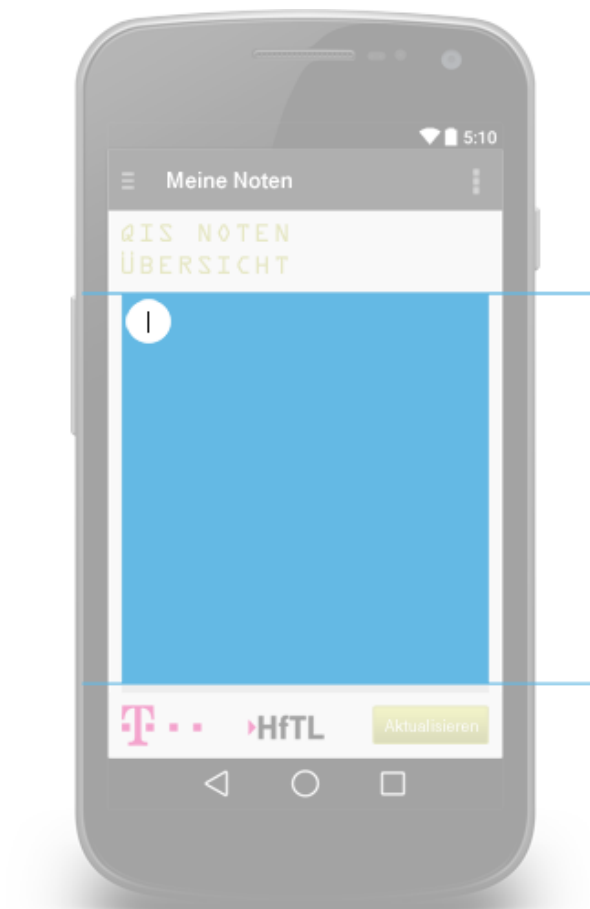 5:10
Meine Noten
QIS NOTEN
ÜBERSICHT
I
T
HfTL
Aktualisieren